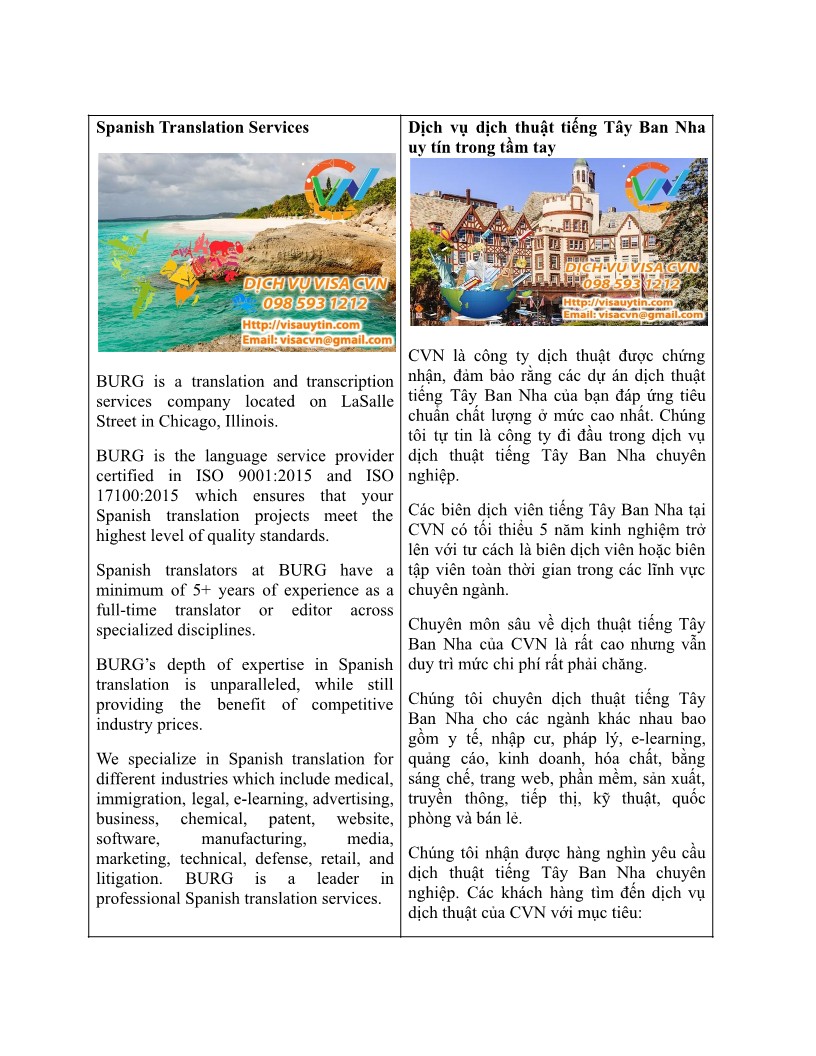 Spanish Translation Services
CVN
DỊCH VỤ VISA CVN
098 593 1212
Http://visauytin.com
Email: visacvn@gmail.com
BURG is a translation and transcription
services company located on LaSalle
Street in Chicago, Illinois.
BURG is the language service provider
certified in ISO 9001:2015 and ISO
17100:2015 which ensures that your
Spanish translation projects meet the
highest level of quality standards.
Spanish translators at BURG have a
minimum of 5+ years of experience as a
full-time translator or editor across
specialized disciplines.
BURG’s depth of expertise in Spanish
translation is unparalleled, while still
providing the benefit of competitive
industry prices.
We specialize in Spanish translation for
different industries which include medical,
immigration, legal, e-learning, advertising,
business, chemical, patent, website,
software, manufacturing, media,
marketing, technical, defense, retail, and
litigation. BURG is a leader in
professional Spanish translation services.
Dịch vụ dịch thuật tiếng Tây Ban Nha
uy tín trong tầm tay
CVN
DỊCH VỤ VISA CVN
098 593 1212
Http://visauytin.com
Email: visacvn@gmail.com
CVN là công ty dịch thuật được chứng
nhận, đảm bảo rằng các dự án dịch thuật
tiếng Tây Ban Nha của bạn đáp ứng tiêu
chuẩn chất lượng ở mức cao nhất. Chúng
tôi tự tin là công ty đi đầu trong dịch vụ
dịch thuật tiếng Tây Ban Nha chuyên
nghiệp.
Các biên dịch viên tiếng Tây Ban Nha tại
CVN có tối thiểu 5 năm kinh nghiệm trở
lên với tư cách là biên dịch viên hoặc biên
tập viên toàn thời gian trong các lĩnh vực
chuyên ngành.
Chuyên môn sâu về dịch thuật tiếng Tây
Ban Nha của CVN là rất cao nhưng vẫn
duy trì mức chi phí rất phải chăng.
Chúng tôi chuyên dịch thuật tiếng Tây
Ban Nha cho các ngành khác nhau bao
gồm y tế, nhập cư, pháp lý, e-learning,
quảng cáo, kinh doanh, hóa chất, bằng
sáng chế, trang web, phần mềm, sản xuất,
truyền thông, tiếp thị, kỹ thuật, quốc
phòng và bán lẻ.
Chúng tôi nhận được hàng nghìn yêu cầu
dịch thuật tiếng Tây Ban Nha chuyên
nghiệp. Các khách hàng tìm đến dịch vụ
dịch thuật của CVN với mục tiêu: